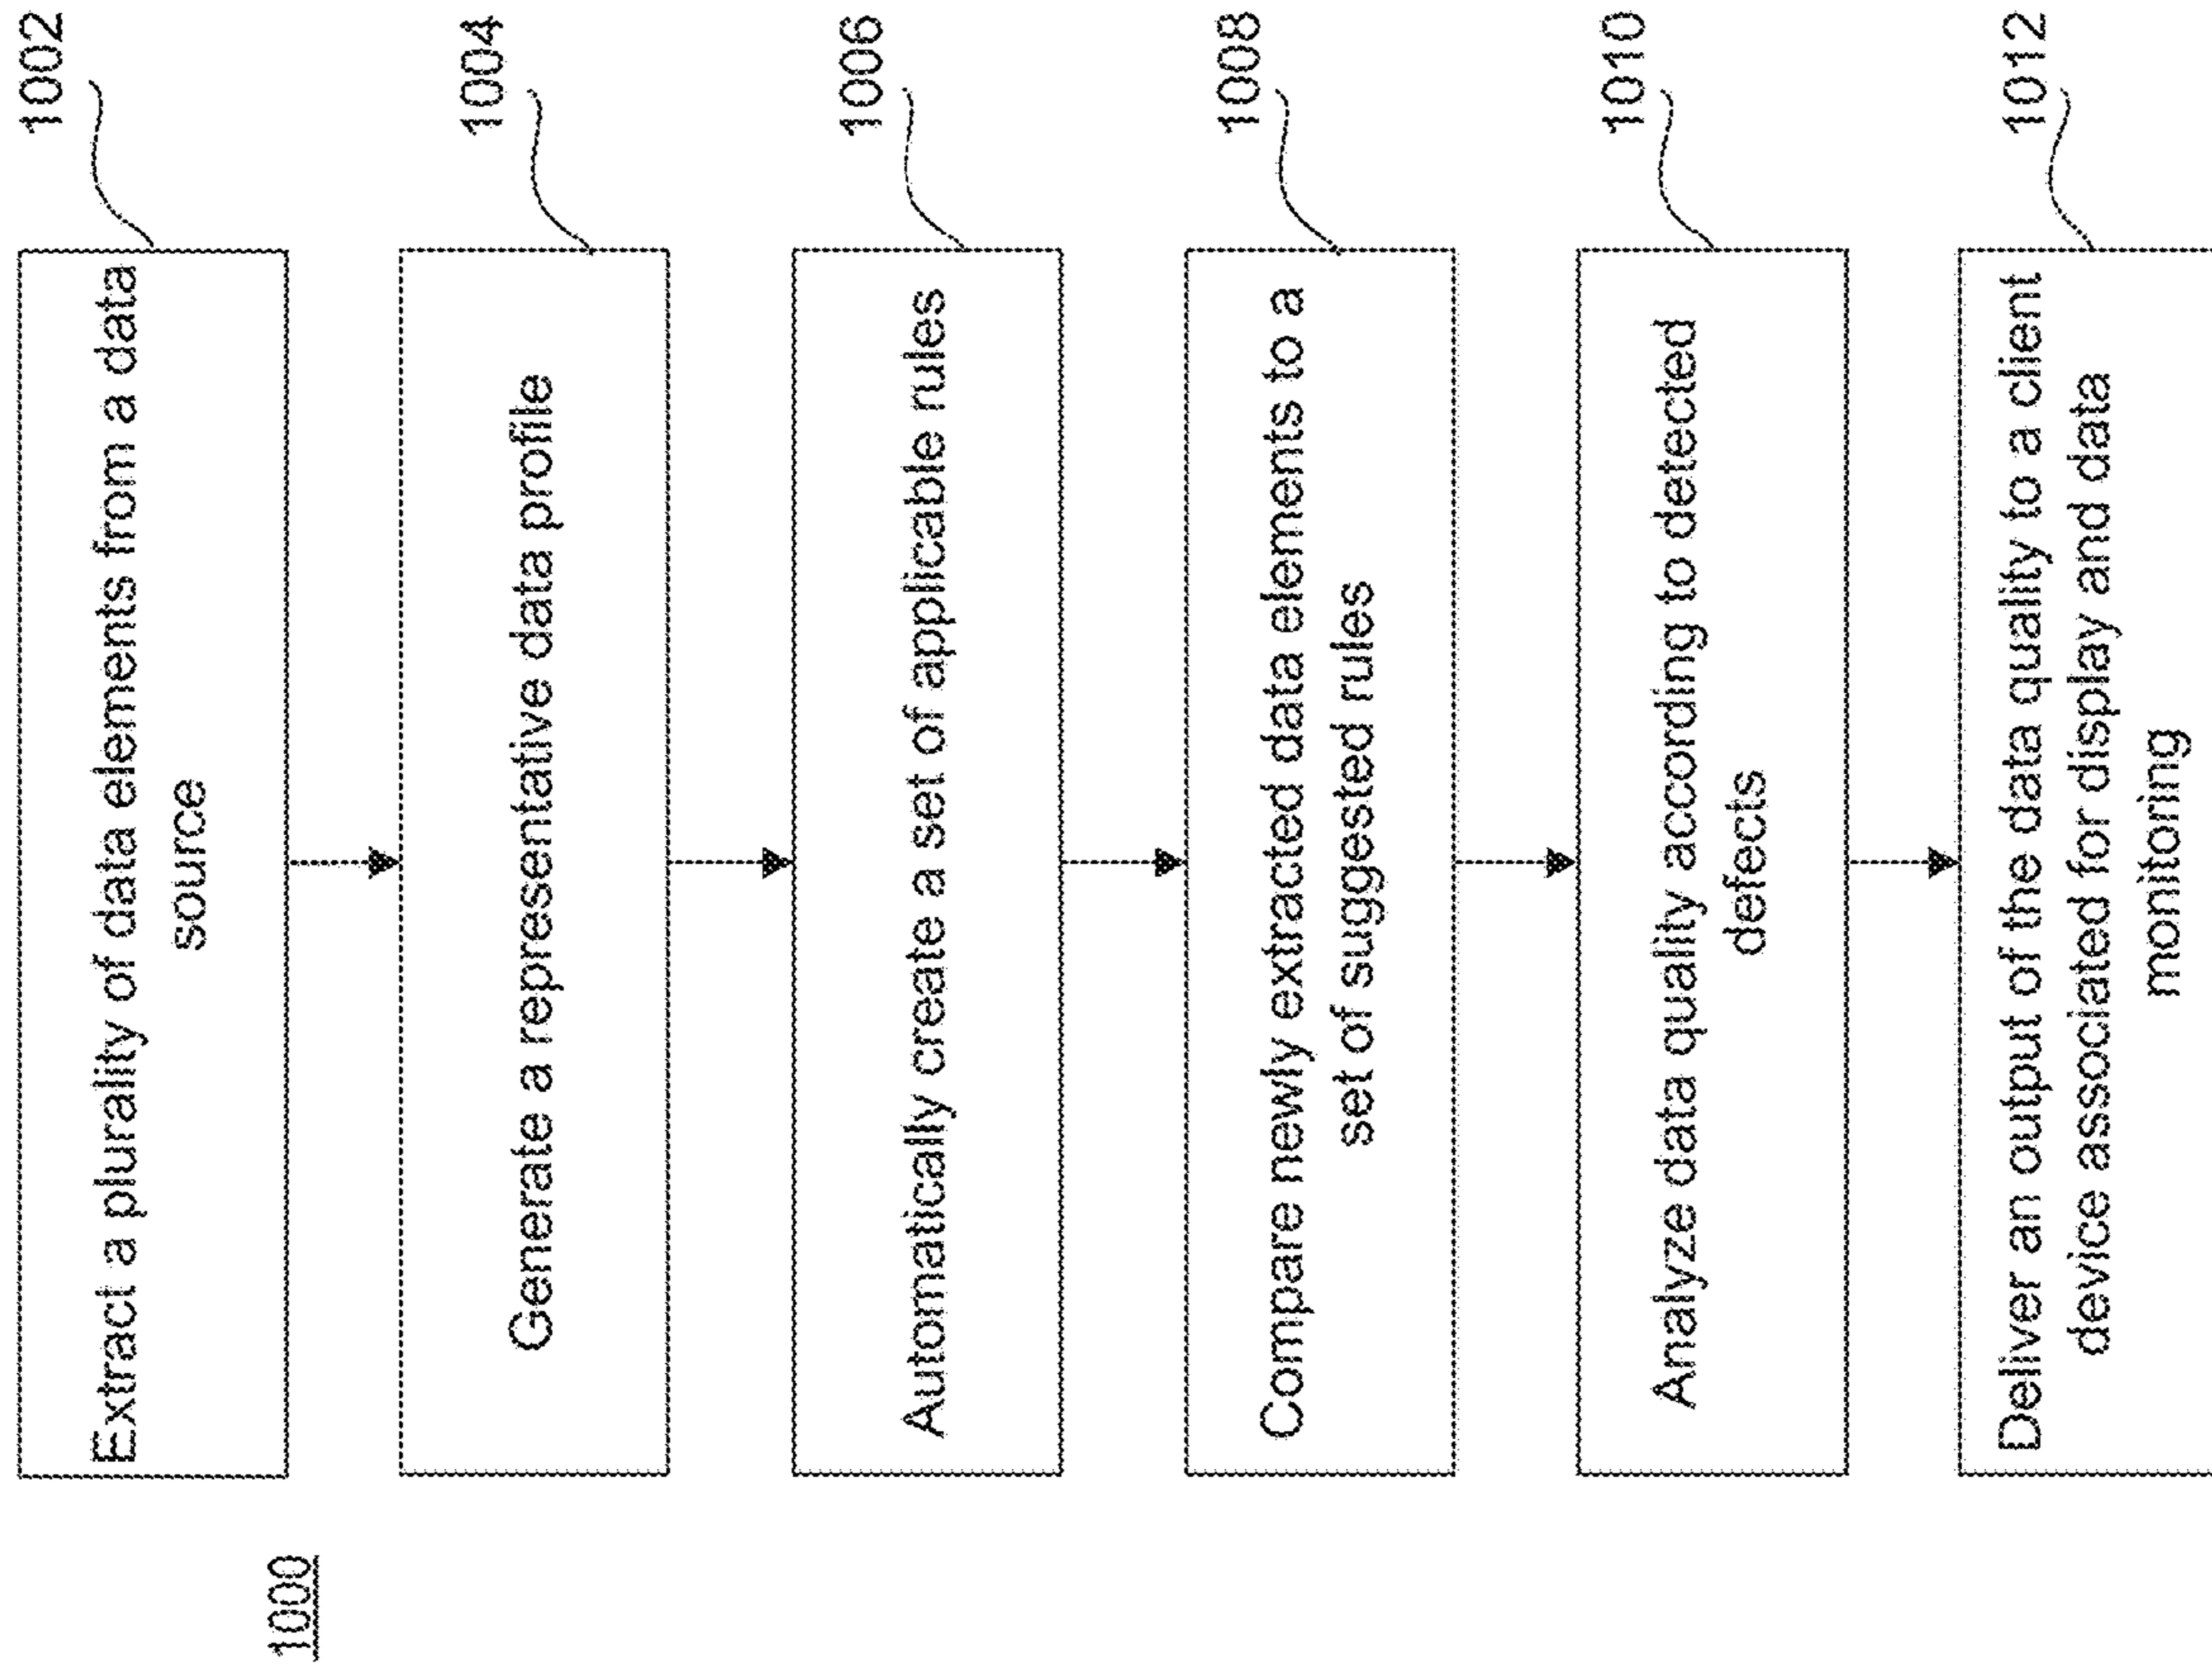 1000
Extract a plurality of data elements from a data
source
1002
Generate a representative data profile
1004
Automatically create a set of applicable rules
1006
Compare newly extracted data elements to a
set of suggested rules
1008
Analyze data quality according to detected
defects
1010
Deliver an output of the data quality to a client
device associated for display and data
monitoring
1012